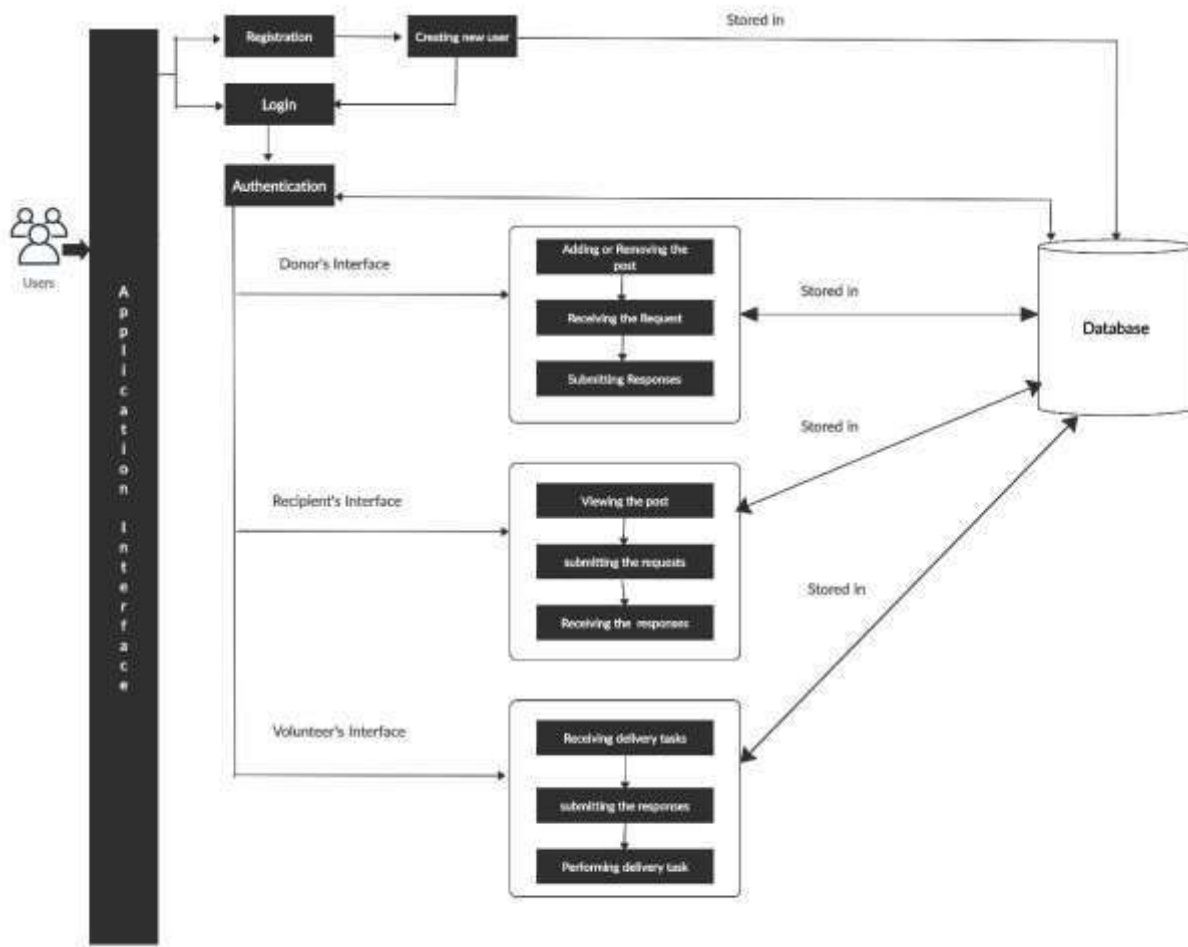 Stored in
Registration
Creating new user
Login
Authentication
Users
Application Interface
Donor's Interface
Adding or Removing the
post
Receiving the Request
Submitting Responses
Stored in
Database
Stored in
Recipient's Interface
Viewing the post
submitting the requests
Receiving the responses
Stored in
Volunteer's Interface
Receiving delivery tasks
submitting the responses
Performing delivery task